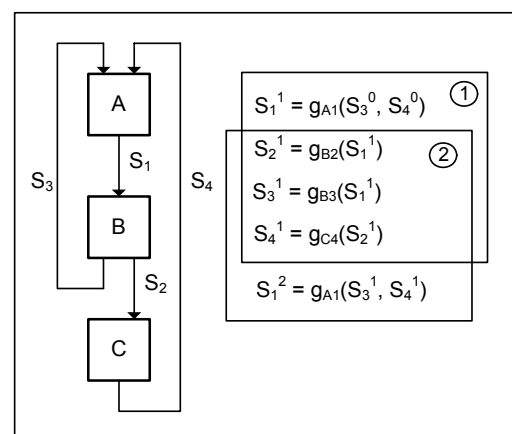 A
S₁
S₃
S₄
B
S₂
C
①
S₁¹ = gA1(S₃⁰, S₄⁰)
②
S₂¹ = gB2(S₁¹)
S₃¹ = gB3(S₁¹)
S₄¹ = gC4(S₂¹)
S₁² = gA1(S₃¹, S₄¹)